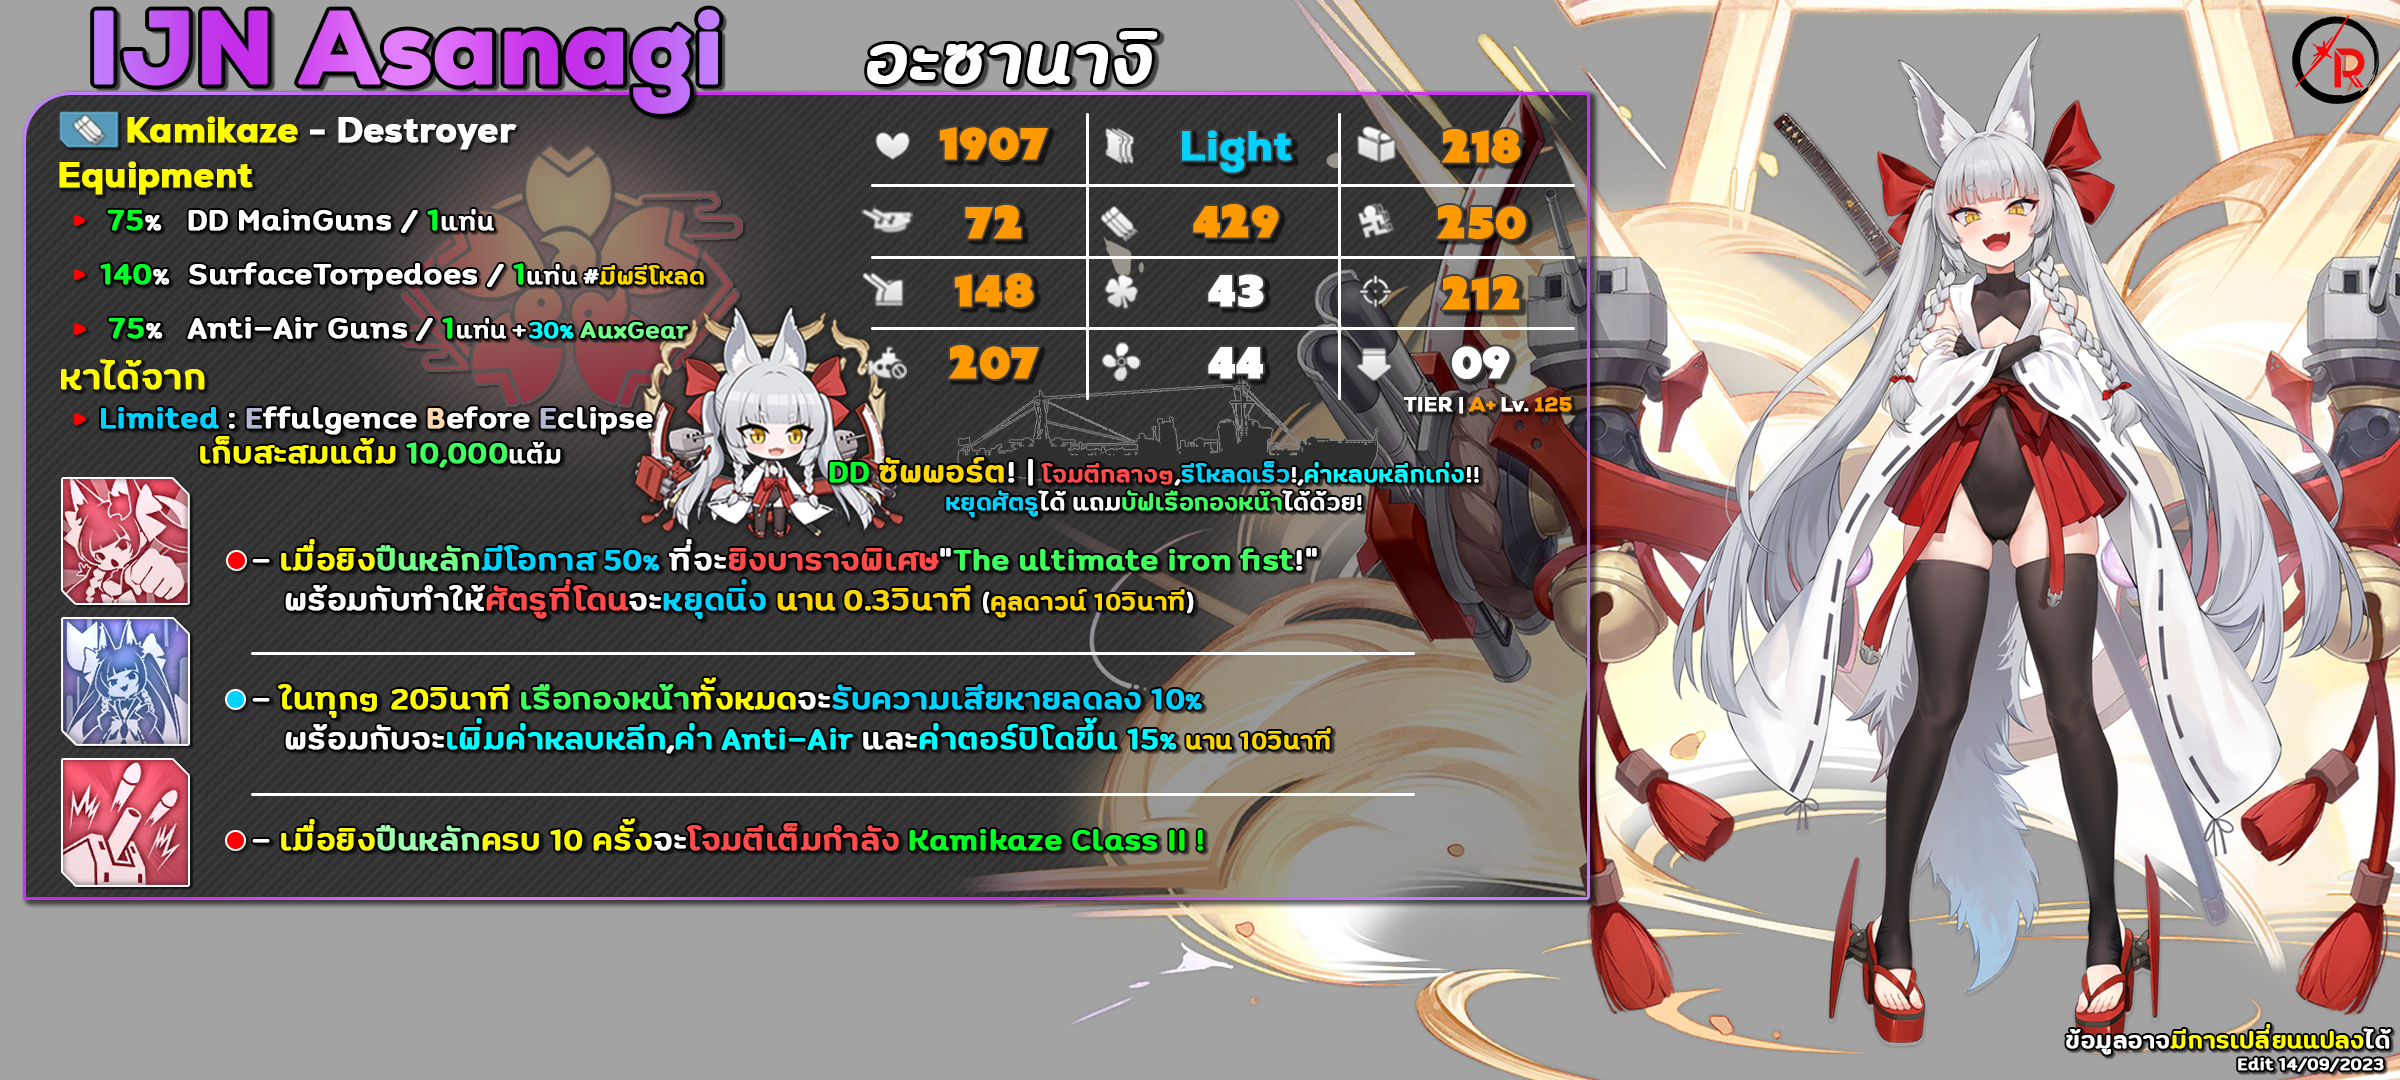 IJN Asanagi
อะซานางิ
Kamikaze - Destroyer
Equipment
75% DD MainGuns / 1แท่น
140% SurfaceTorpedoes / 1แท่น #มีพรีโหลด
75% Anti-Air Guns / 1แท่น +30% AuxGear
หาได้จาก
Limited : Effulgence Before Eclipse
เก็บสะสมแต้ม 10,000แต้ม
1907 Light 218
72 429 250
148 43 212
207 44 09
TIER | A+ Lv. 125
DD ซัพพอร์ต! | โจมตีกลางๆ,รีโหลดเร็ว!,ค่าหลบหลีกเก่ง!!
หยุดศัตรูได้ แถมบัฟเรือกองหน้าได้ด้วย!
- เมื่อยิงปืนหลักมีโอกาส 50% ที่จะยิงบาราจพิเศษ"The ultimate iron fist!"
พร้อมกับทำให้ศัตรูที่โดนจะหยุดนิ่ง นาน 0.3วินาที (คูลดาวน์ 10วินาที)
- ในทุกๆ 20วินาที เรือกองหน้าทั้งหมดจะรับความเสียหายลดลง 10%
พร้อมกับจะเพิ่มค่าหลบหลีก,ค่า Anti-Air และค่าตอร์ปิโดขึ้น 15% นาน 10วินาที
- เมื่อยิงปืนหลักครบ 10 ครั้งจะโจมตีเต็มกำลัง Kamikaze Class II !
R
ข้อมูลอาจมีการเปลี่ยนแปลงได้
Edit 14/09/2023